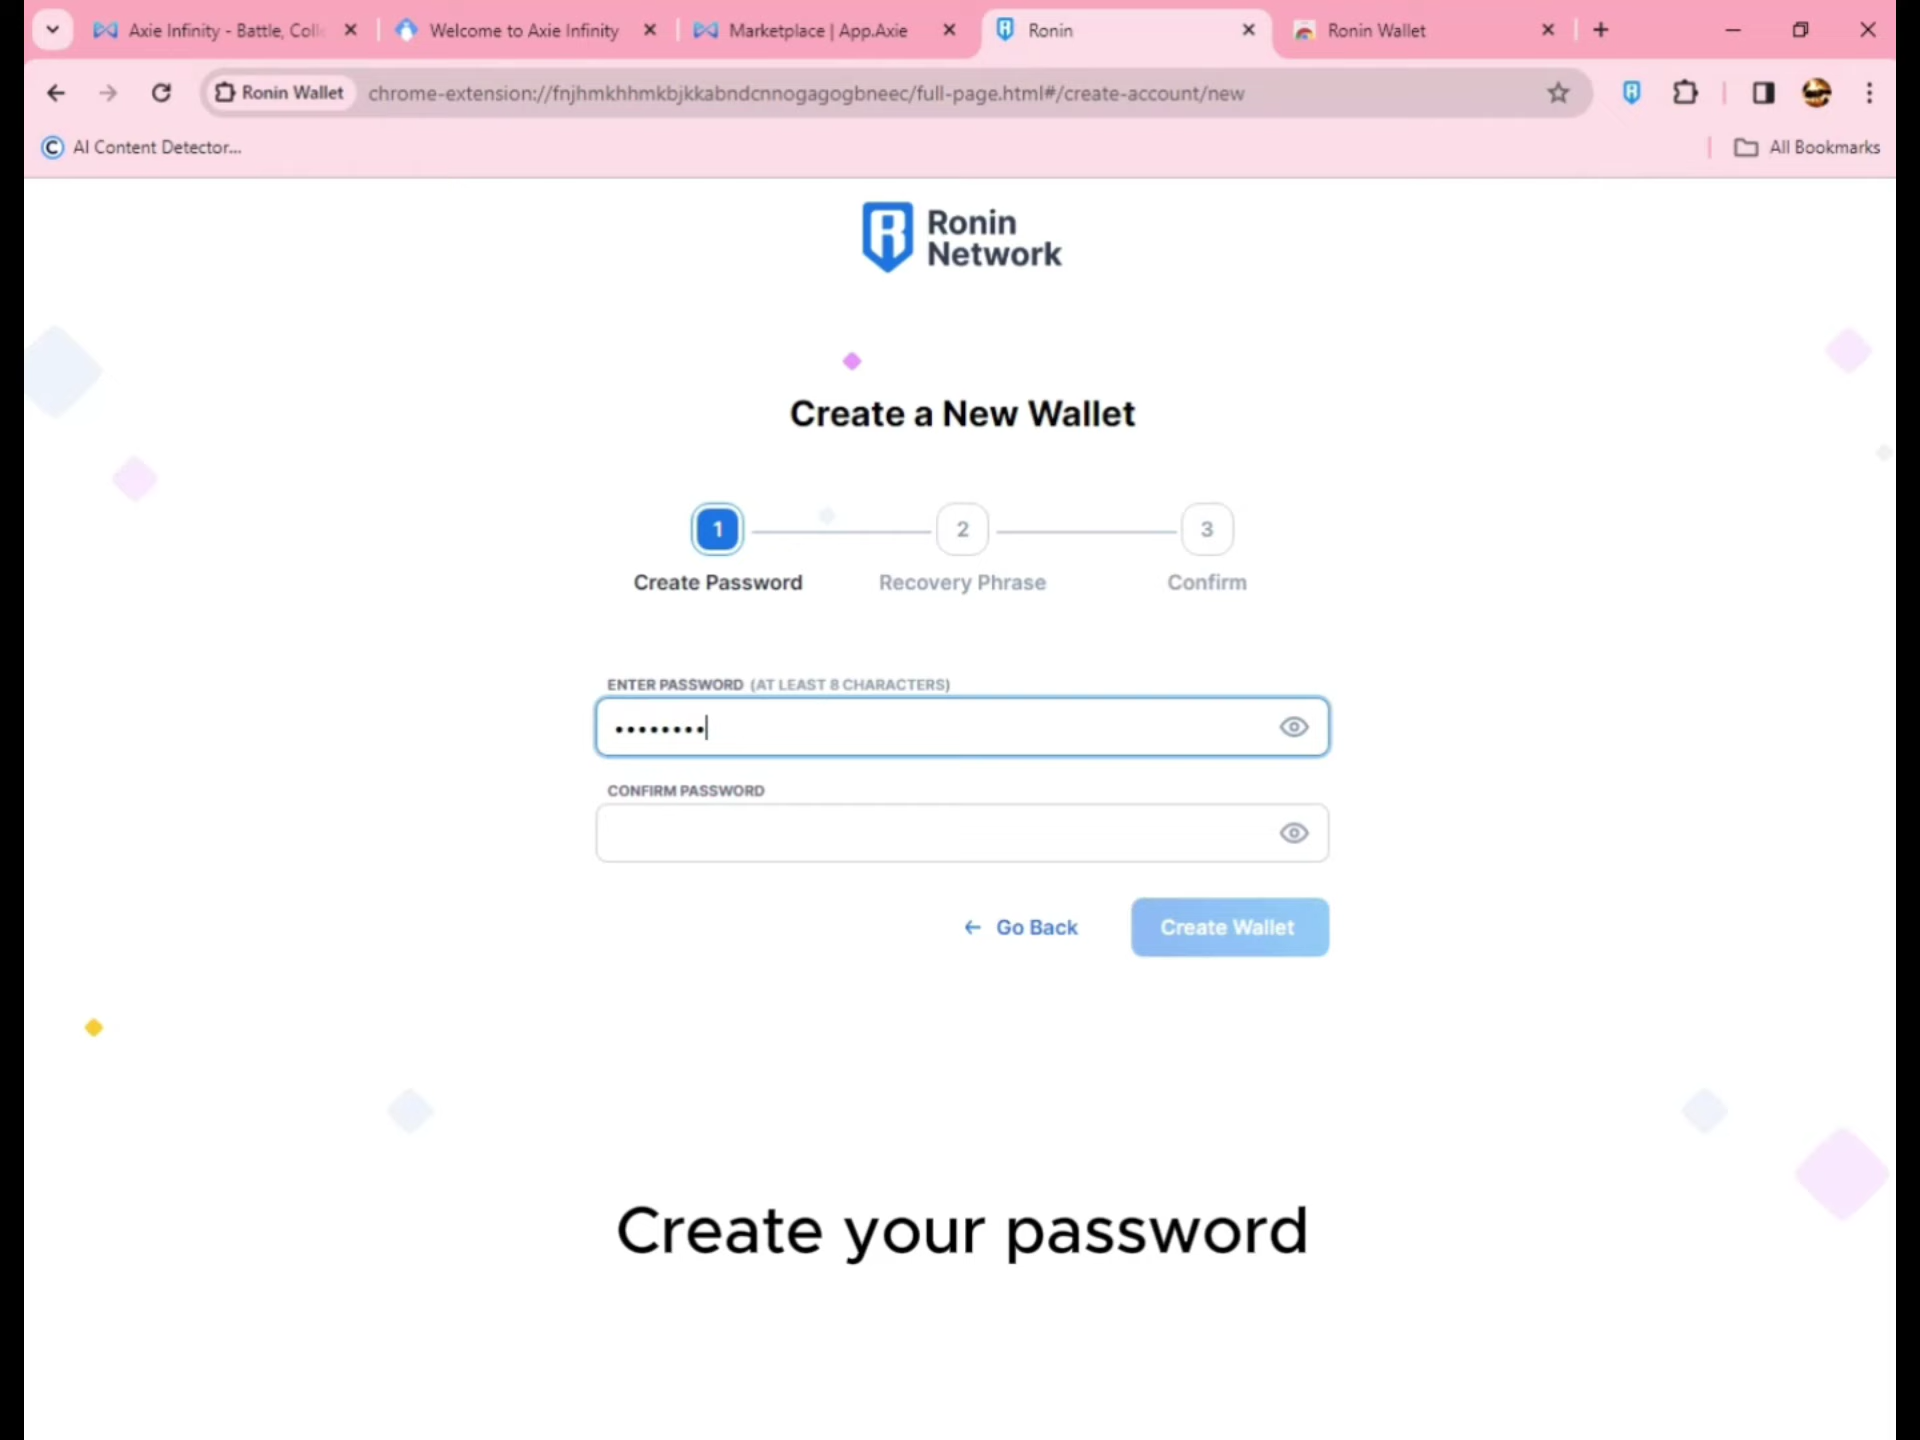 Axie Infinity - Battle, Coll
Welcome to Axie Infinity
Marketplace | App.Axie
Ronin
Ronin Wallet
Ronin Wallet
chrome-extension://fnjhmkhhmkbjkkabndcnnogagogbneec/full-page.html#/create-account/new
AI Content Detector...
All Bookmarks
Ronin
Network
Create a New Wallet
1
2
3
Create Password
Recovery Phrase
Confirm
ENTER PASSWORD (AT LEAST 8 CHARACTERS)
••••••••
CONFIRM PASSWORD
Go Back
Create Wallet
Create your password